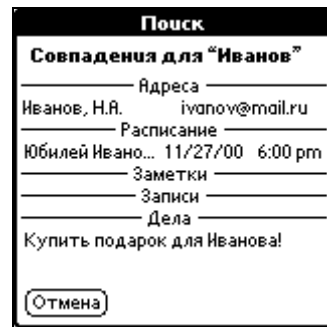 Поиск
Совпадения для “Иванов”
Адреса
Иванов, Н.А. ivanov@mail.ru
Расписание
Юбилей Ивано... 11/27/00 6:00 pm
Заметки
Записи
Дела
Купить подарок для Иванова!
Отмена